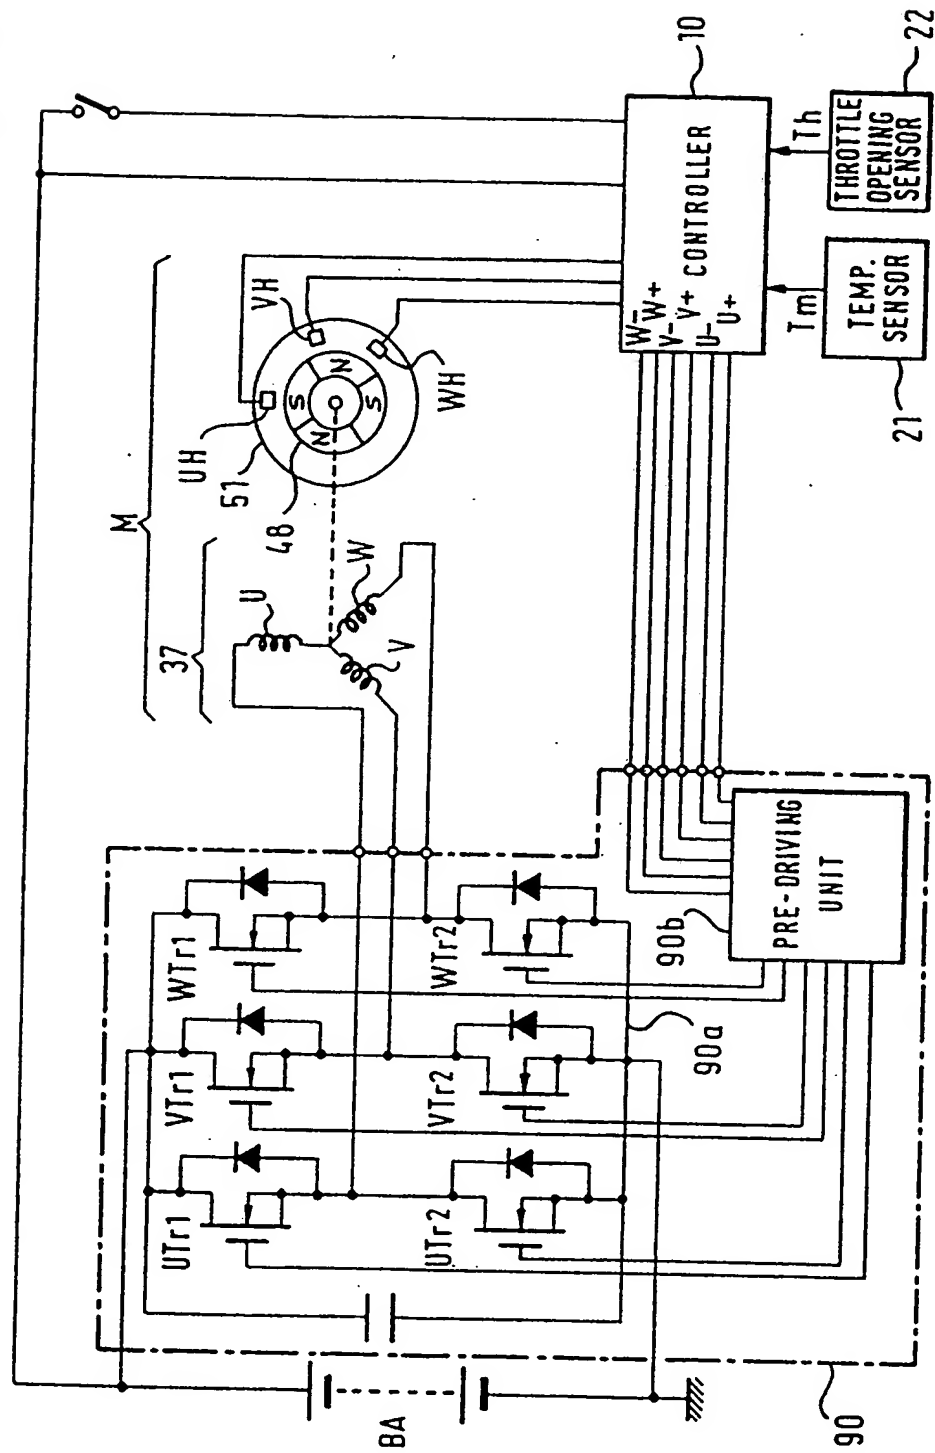 M
37
U
W
V
UH
51
48
VH
WH
S
N
N
S
10
CONTROLLER
W-
W+
V-
V+
U-
U+
Tm
Th
TEMP.
SENSOR
21
THROTTLE
OPENING
SENSOR
22
UTr1
VTr1
WTr1
UTr2
VTr2
WTr2
90a
90b
PRE-DRIVING
UNIT
BA
90